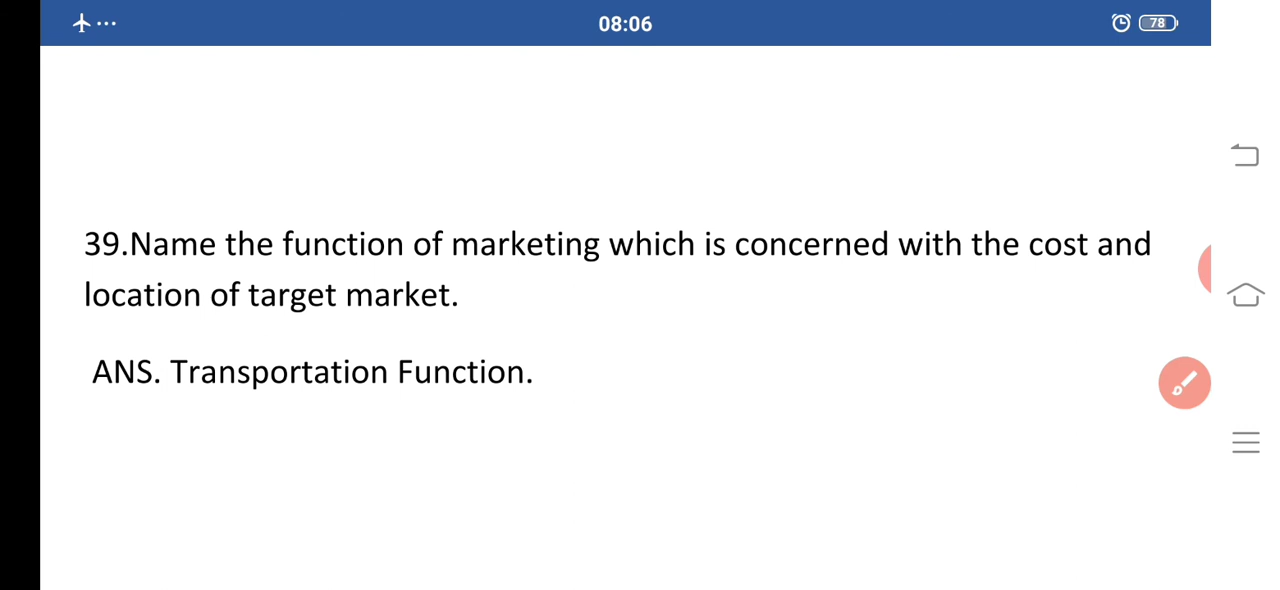 08:06
78
39.Name the function of marketing which is concerned with the cost and
location of target market.
ANS. Transportation Function.